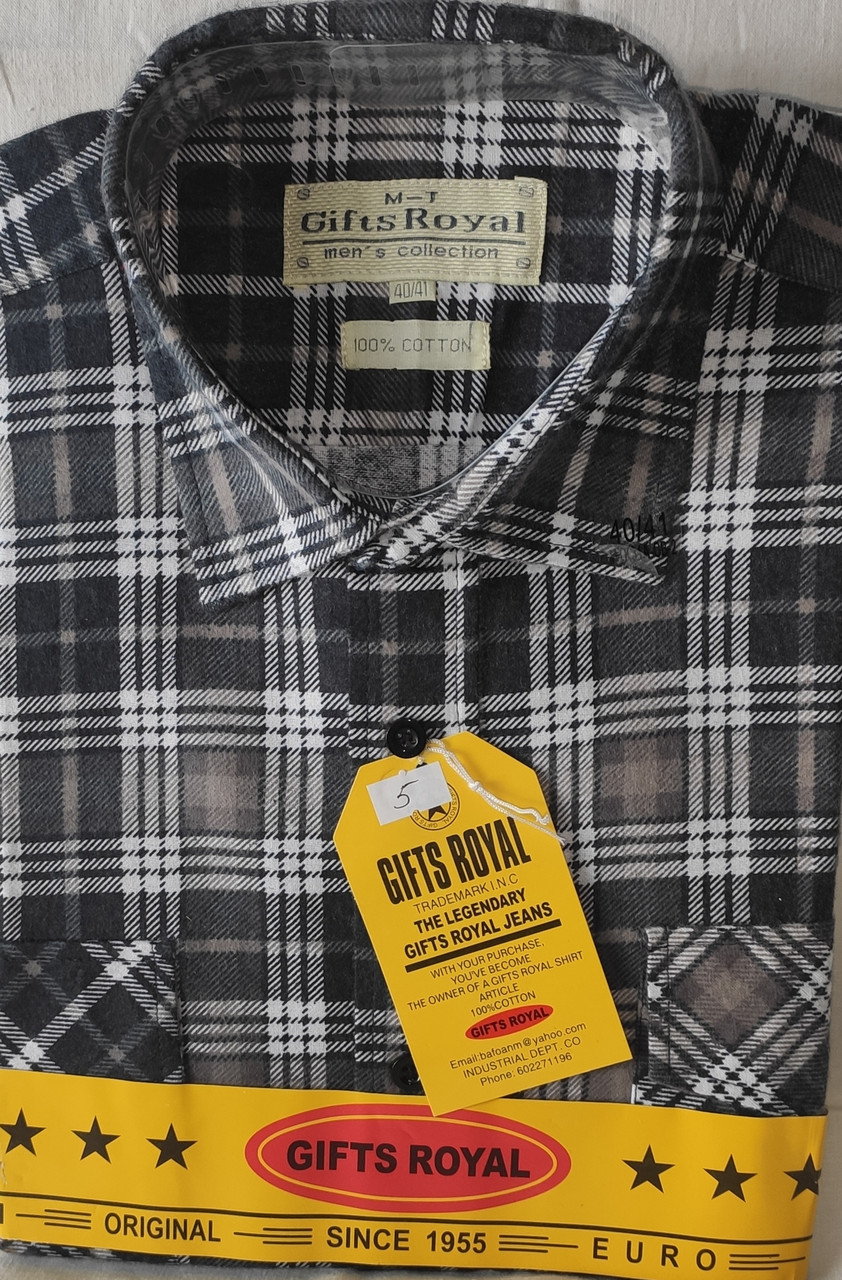 M-T
Gifts Royal
men's collection
40/41
100% COTTON
40/41
5
GIFTS ROYAL
TRADEMARK I.N.C
THE LEGENDARY
GIFTS ROYAL JEANS
WITH YOUR PURCHASE.
YOU'VE BECOME
THE OWNER OF A GIFTS ROYAL SHIRT
ARTICLE
100%COTTON
GIFTS ROYAL
Email:bafoanm@yahoo.com
INDUSTRIAL DEPT. CO
Phone: 602271196
GIFTS ROYAL
ORIGINAL SINCE 1955 EURO